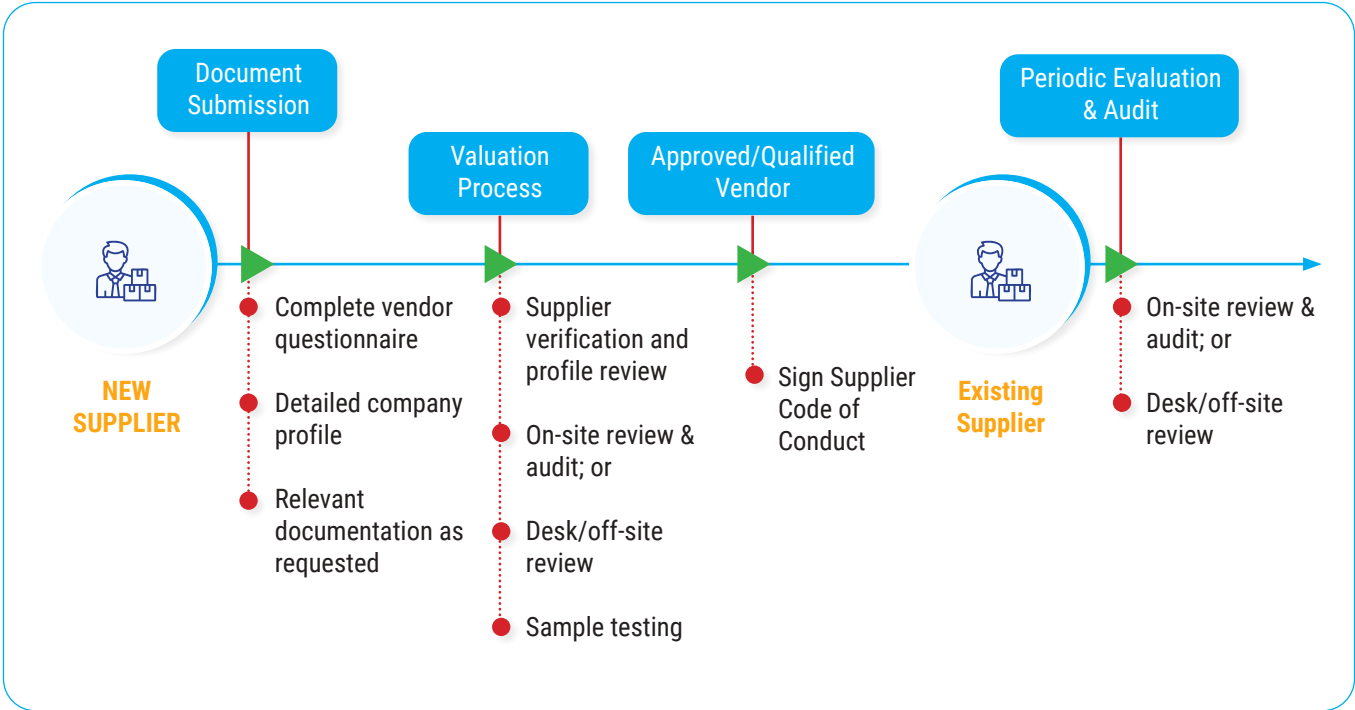 Document
Submission
Valuation
Process
Approved/Qualified
Vendor
Periodic Evaluation
& Audit
NEW
SUPPLIER
Complete vendor
questionnaire
Detailed company
profile
Relevant
documentation as
requested
Supplier
verification and
profile review
On-site review &
audit; or
Desk/off-site
review
Sample testing
Sign Supplier
Code of
Conduct
Existing
Supplier
On-site review &
audit; or
Desk/off-site
review